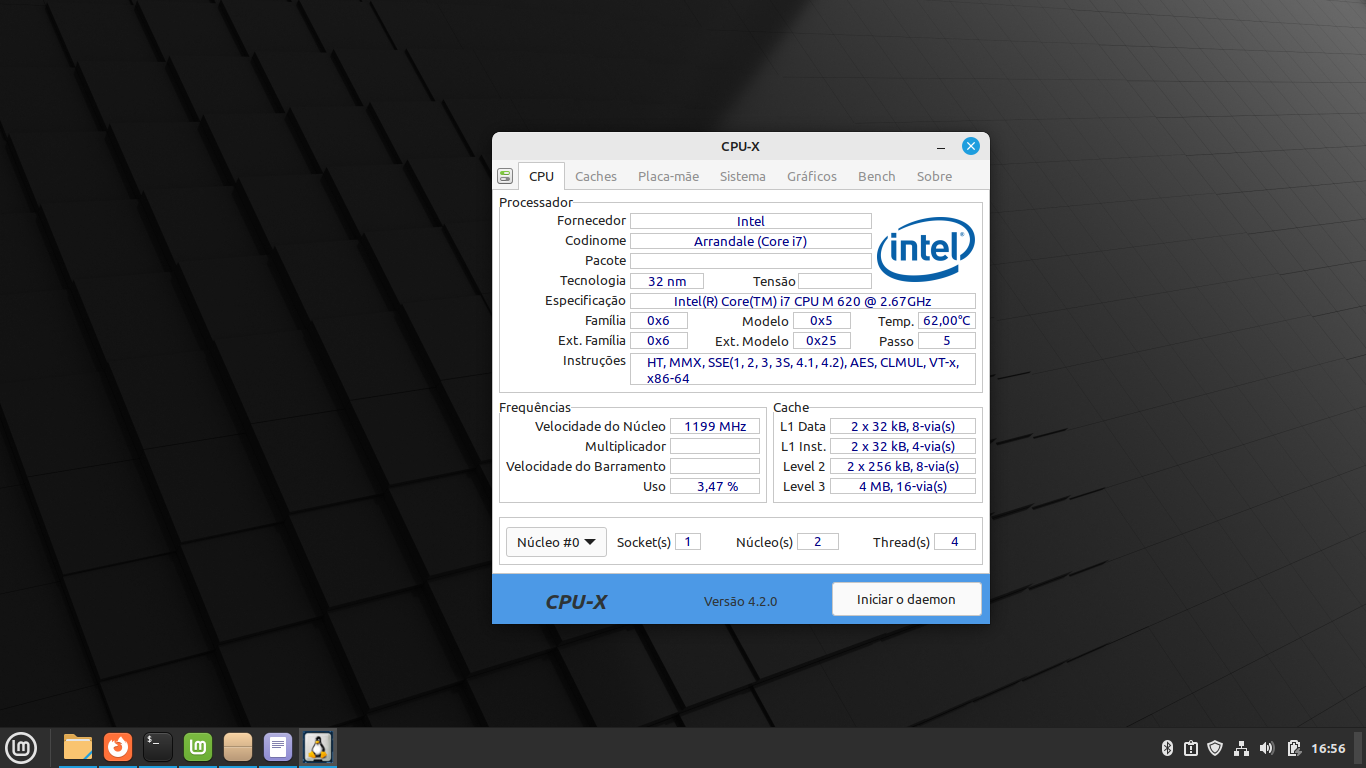 CPU-X
CPU Caches Placa-mãe Sistema Gráficos Bench Sobre
Processador
Fornecedor Intel
Codinome Arrandale (Core i7)
Pacote
Tecnologia 32 nm Tensão
intel®
Especificação Intel(R) Core(TM) i7 CPU M 620 @ 2.67GHz
Família 0x6 Modelo 0x5 Temp. 62,00°C
Ext. Família 0x6 Ext. Modelo 0x25 Passo 5
Instruções HT, MMX, SSE(1, 2, 3, 3S, 4.1, 4.2), AES, CLMUL, VT-x,
x86-64
Frequências
Velocidade do Núcleo 1199 MHz
Multiplicador
Velocidade do Barramento
Uso 3,47 %
Cache
L1 Data 2 x 32 kB, 8-via(s)
L1 Inst. 2 x 32 kB, 4-via(s)
Level 2 2 x 256 kB, 8-via(s)
Level 3 4 MB, 16-via(s)
Núcleo #0 Socket(s) 1 Núcleo(s) 2 Thread(s) 4
CPU-X Versão 4.2.0 Iniciar o daemon
$_
16:56